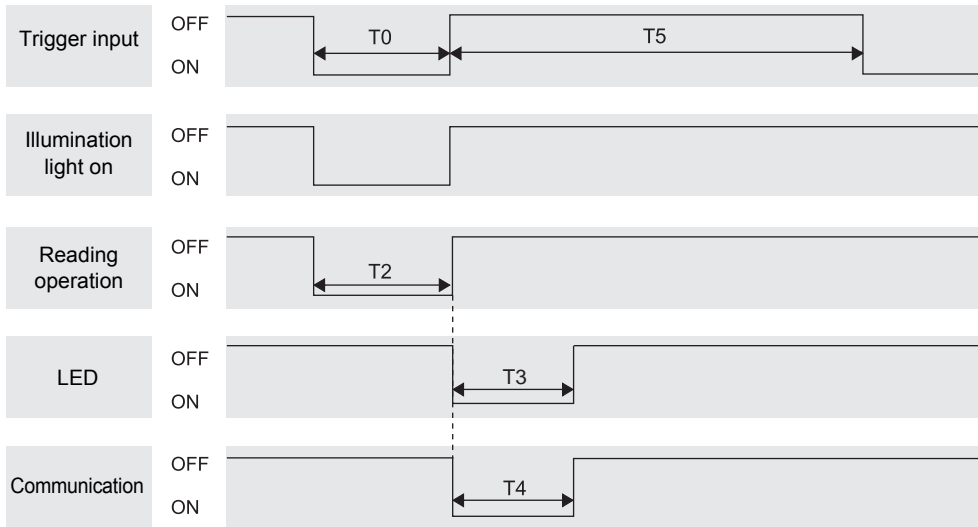 Trigger input
OFF
ON
T0
T5
Illumination
light on
OFF
ON
Reading
operation
OFF
ON
T2
LED
OFF
ON
T3
Communication
OFF
ON
T4